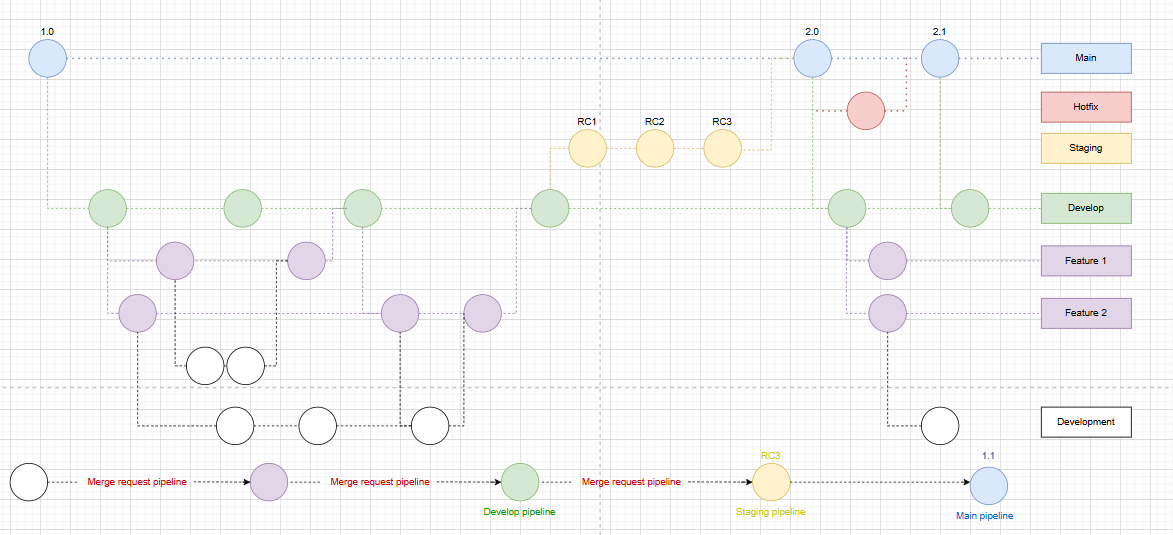 1.0
2.0
2.1
Main
Hotfix
RC1
RC2
RC3
Staging
Develop
Feature 1
Feature 2
Development
RC3
1.1
Merge request pipeline
Merge request pipeline
Merge request pipeline
Develop pipeline
Staging pipeline
Main pipeline